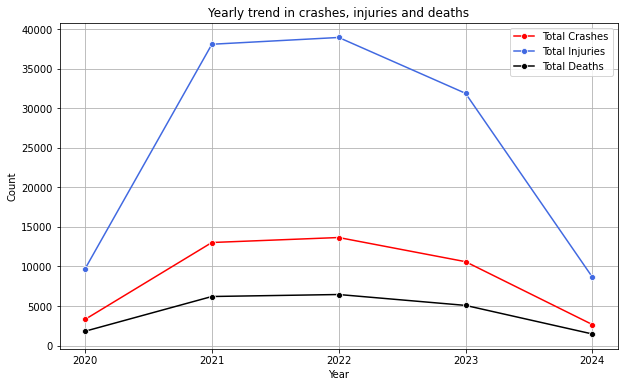 Yearly trend in crashes, injuries and deaths
Total Crashes
Total Injuries
Total Deaths
Count
40000
35000
30000
25000
20000
15000
10000
5000
0
2020 2021 2022 2023 2024
Year